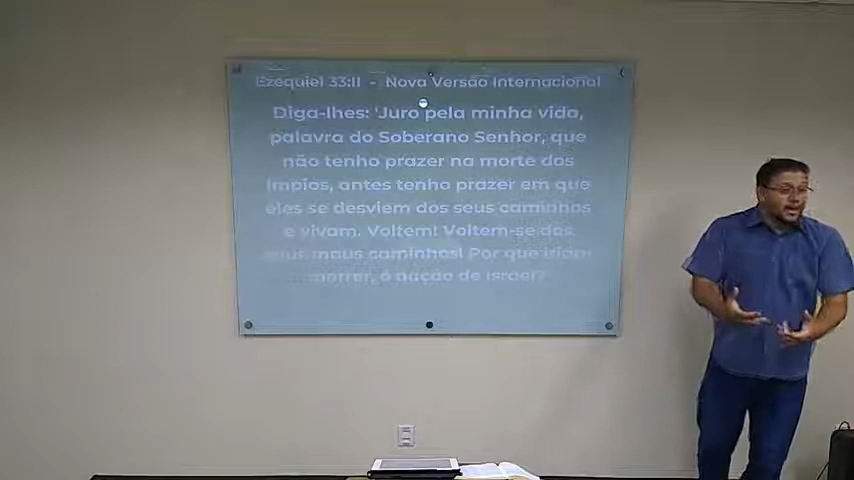 Ezequiel 33:11 - Nova Versão Internacional
Diga-lhes: 'Juro pela minha vida,
palavra do Soberano Senhor, que
não tenho prazer na morte dos
ímpios, antes tenho prazer em que
eles se desviem dos seus caminhos
e vivam. Voltem! Voltem-se dos
seus maus caminhos! Por que iriam
morrer, ó nação de Israel?'